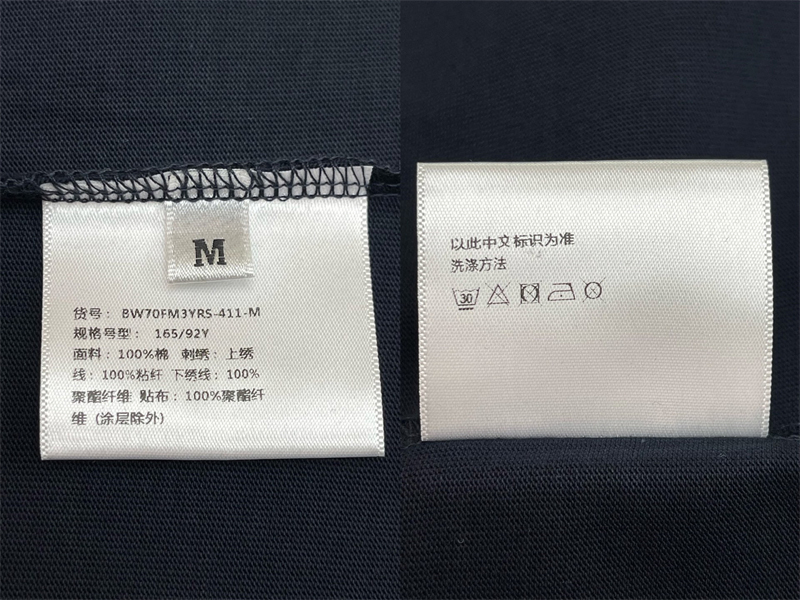 M
货号: BW70FM3YRS-411-M
规格号型: 165/92Y
面料: 100%棉 刺绣: 上绣
线: 100%粘纤 下绣线: 100%
聚酯纤维 贴布: 100%聚酯纤
维 (涂层除外)
以此中文标识为准
洗涤方法
30